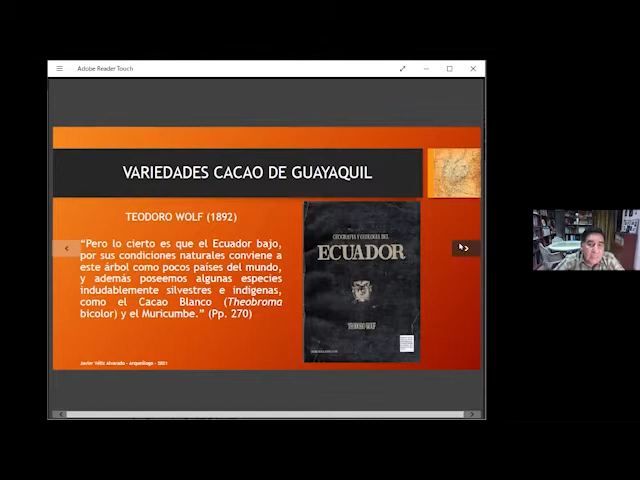 Adobe Reader Touch
VARIEDADES CACAO DE GUAYAQUIL
TEODORO WOLF (1892)
“Pero lo cierto es que el Ecuador bajo,
por sus condiciones naturales conviene a
este árbol como pocos países del mundo,
y además poseemos algunas especies
indudablemente silvestres e indígenas,
como el Cacao Blanco (Theobroma
bicolor) y el Muricumbe.” (Pp. 270)
GEOGRAFIA Y GEOLOGIA DEL
ECUADOR
TEODORO WOLF
Javier Véliz Alvarado - Arqueólogo - 2021